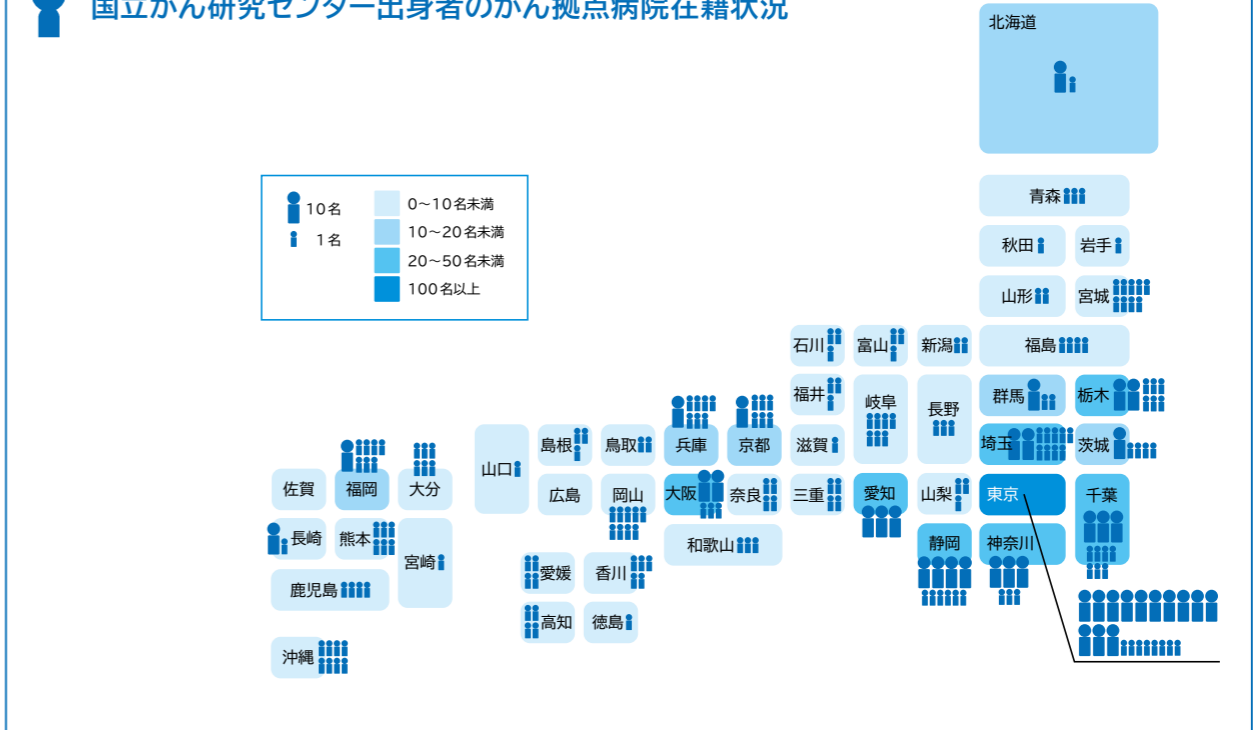 国立がん研究センター出身者のがん拠点病院在籍状況
北海道
10名
0~10名未満
1名
10~20名未満
20~50名未満
100名以上
青森
秋田
岩手
山形
宮城
石川
富山
新潟
福島
福井
岐阜
長野
群馬
栃木
島根
鳥取
兵庫
京都
滋賀
埼玉
茨城
山口
佐賀
福岡
大分
広島
岡山
大阪
奈良
三重
愛知
山梨
東京
千葉
長崎
熊本
宮崎
和歌山
静岡
神奈川
鹿児島
愛媛
香川
高知
徳島
沖縄